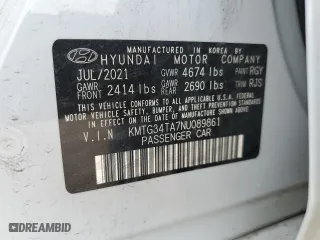 MANUFACTURED IN KOREA
HYUNDAI MOTOR COMPANY
JUL/2021 GVWR 4674 lbs PAINT RGY
GAWR FRONT 2414 lbs GAWR REAR 2690 lbs TRIM RJS
THIS VEHICLE CONFORMS TO ALL APPLICABLE U.S. FEDERAL
MOTOR VEHICLE SAFETY, BUMPER, AND THEFT PREVENTION
STANDARDS IN EFFECT ON THE DATE OF MANUFACTURE
SHOWN ABOVE.
V.I.N KMTG34TA7NU089861
PASSENGER CAR
AUTOBIDMASTER